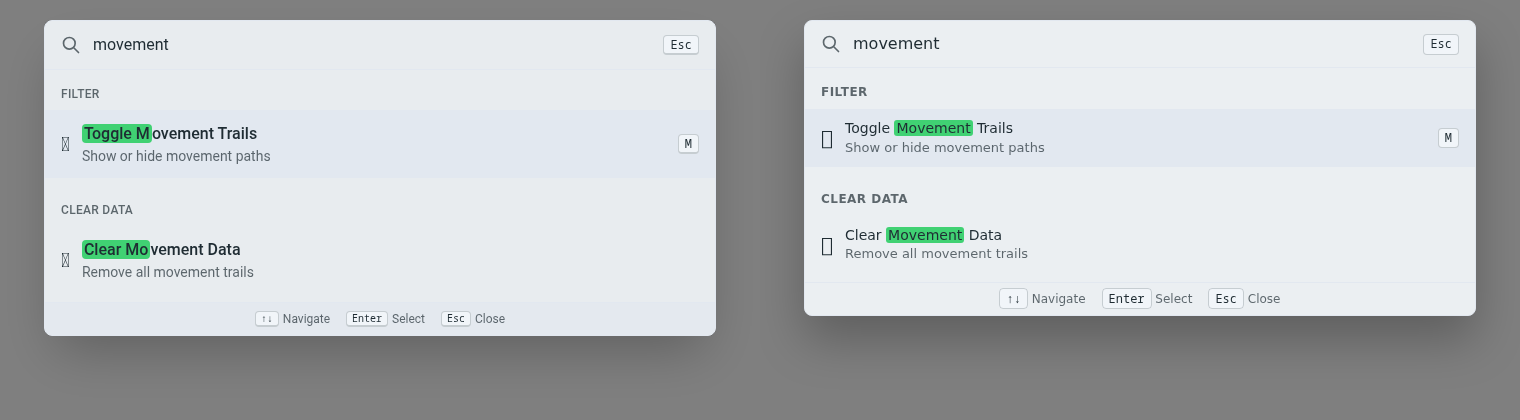 movement
Esc
FILTER
Toggle Movement Trails
Show or hide movement paths
M
CLEAR DATA
Clear Movement Data
Remove all movement trails
↑↓ Navigate Enter Select Esc Close
movement
Esc
FILTER
Toggle Movement Trails
Show or hide movement paths
M
CLEAR DATA
Clear Movement Data
Remove all movement trails
↑↓ Navigate Enter Select Esc Close